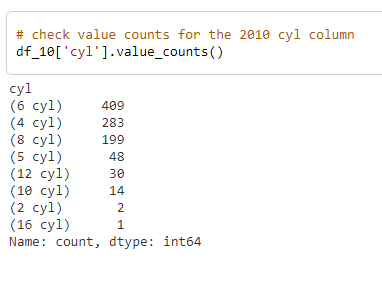 # check value counts for the 2010 cyl column
df_10['cyl'].value_counts()
cyl
(6 cyl)     409
(4 cyl)     283
(8 cyl)     199
(5 cyl)      48
(12 cyl)     30
(10 cyl)     14
(2 cyl)       2
(16 cyl)      1
Name: count, dtype: int64